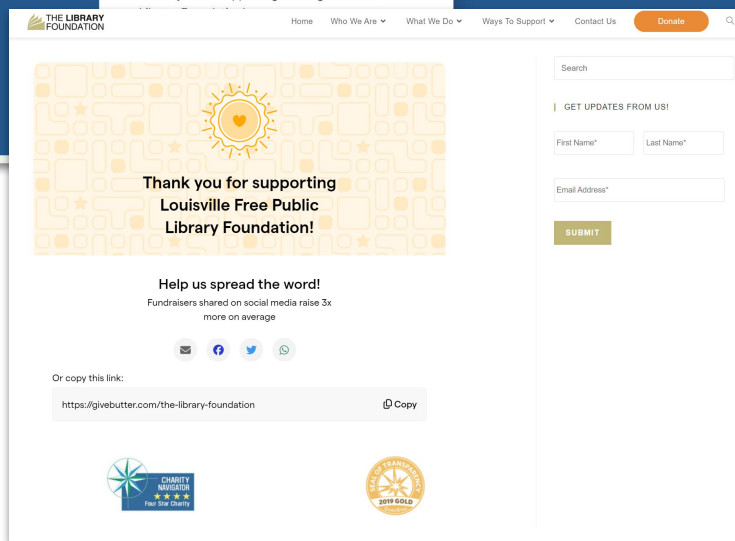 THE LIBRARY
FOUNDATION
Home Who We Are What We Do Ways To Support Contact Us Donate
Thank you for supporting
Louisville Free Public
Library Foundation!
Help us spread the word!
Fundraisers shared on social media raise 3x
more on average
Or copy this link:
https://givebutter.com/the-library-foundation Copy
CHARITY
NAVIGATOR
Four Star Charity
SEAL OF TRANSPARENCY
2019 GOLD
Search
GET UPDATES FROM US!
First Name* Last Name*
Email Address*
SUBMIT